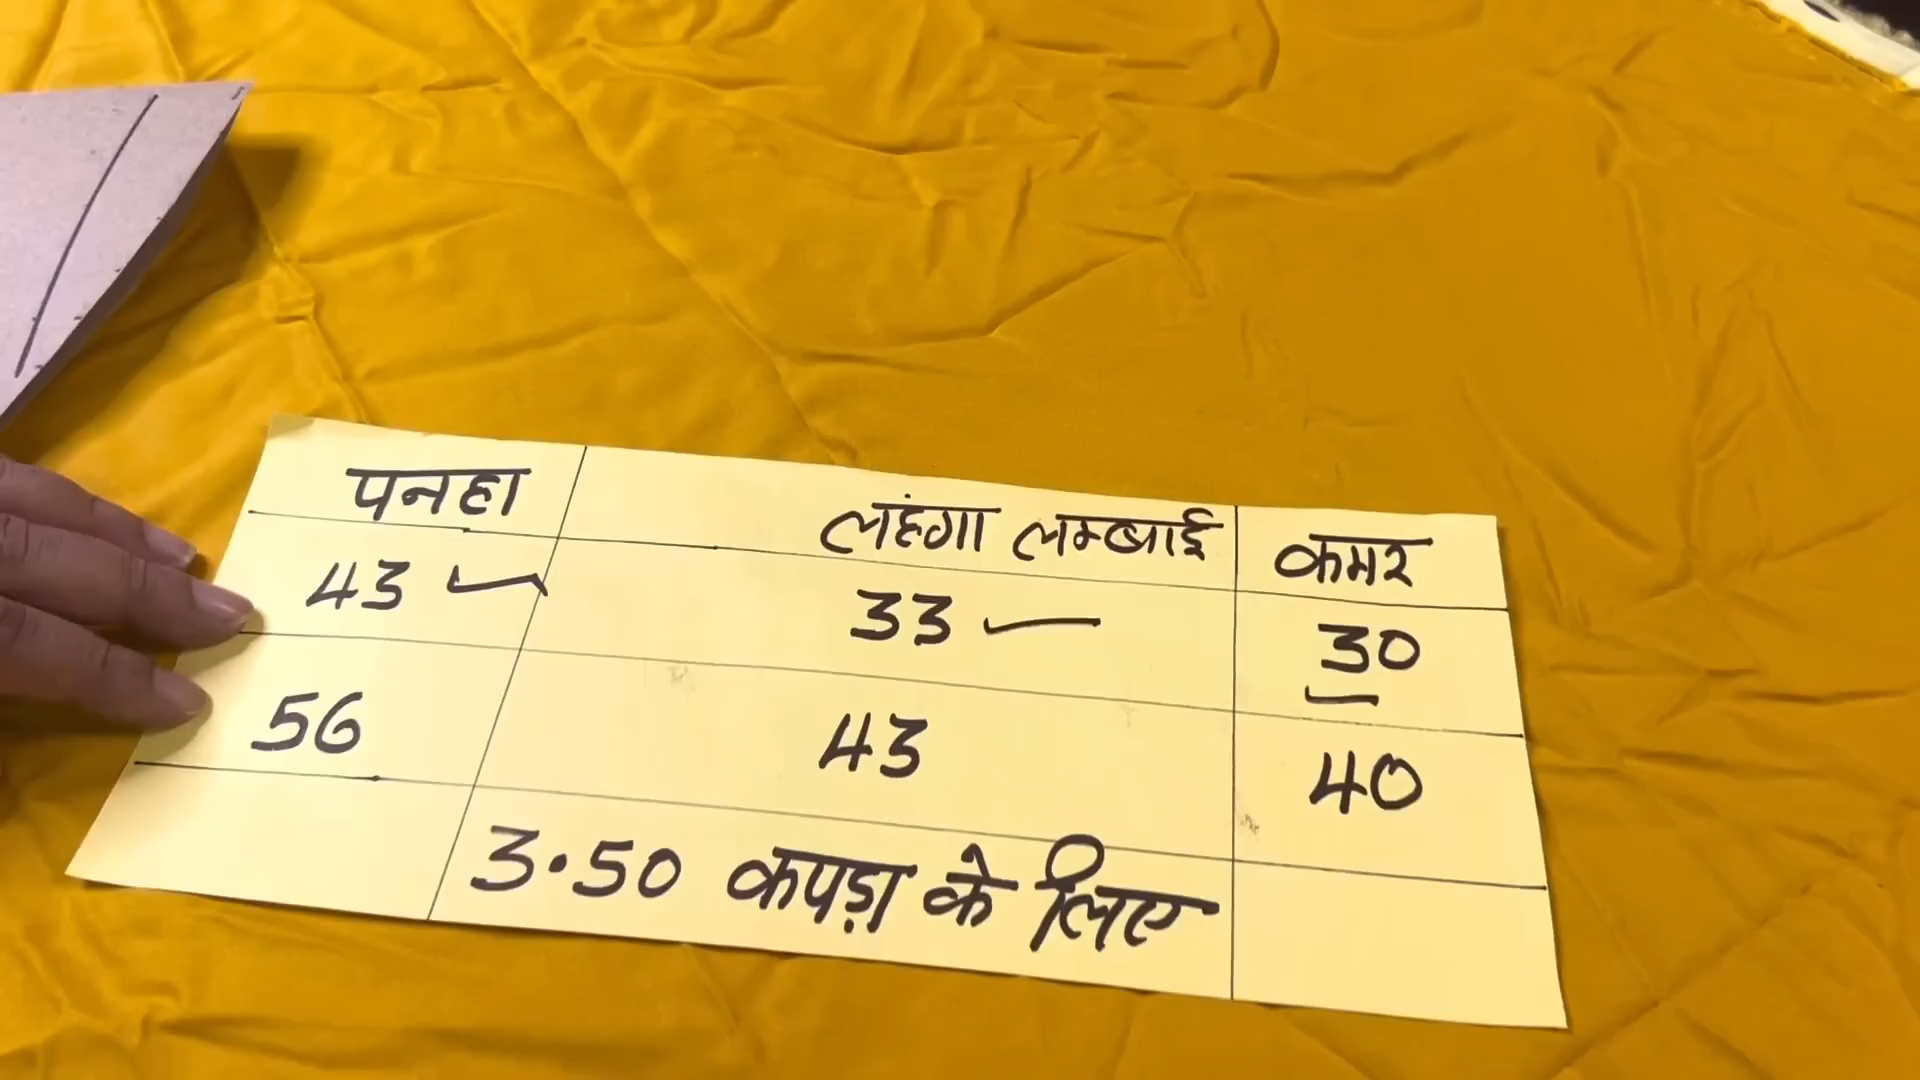 पनहा लहंगा लम्बाई कमर
43 33 30
56 43 40
3.50 कपड़ा के लिए